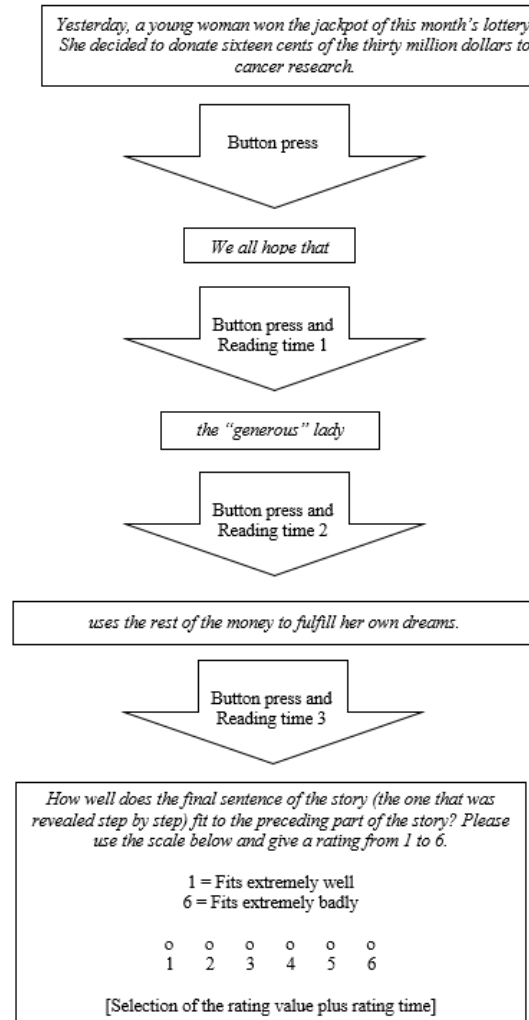 Yesterday, a young woman won the jackpot of this month's lottery
She decided to donate sixteen cents of the thirty million dollars to
cancer research.
Button press
We all hope that
Button press and
Reading time 1
the "generous" lady
Button press and
Reading time 2
uses the rest of the money to fulfill her own dreams.
Button press and
Reading time 3
How well does the final sentence of the story (the one that was
revealed step by step) fit to the preceding part of the story? Please
use the scale below and give a rating from 1 to 6.
1 = Fits extremely well
6 = Fits extremely badly
o o o o o o
1 2 3 4 5 6
[Selection of the rating value plus rating time]